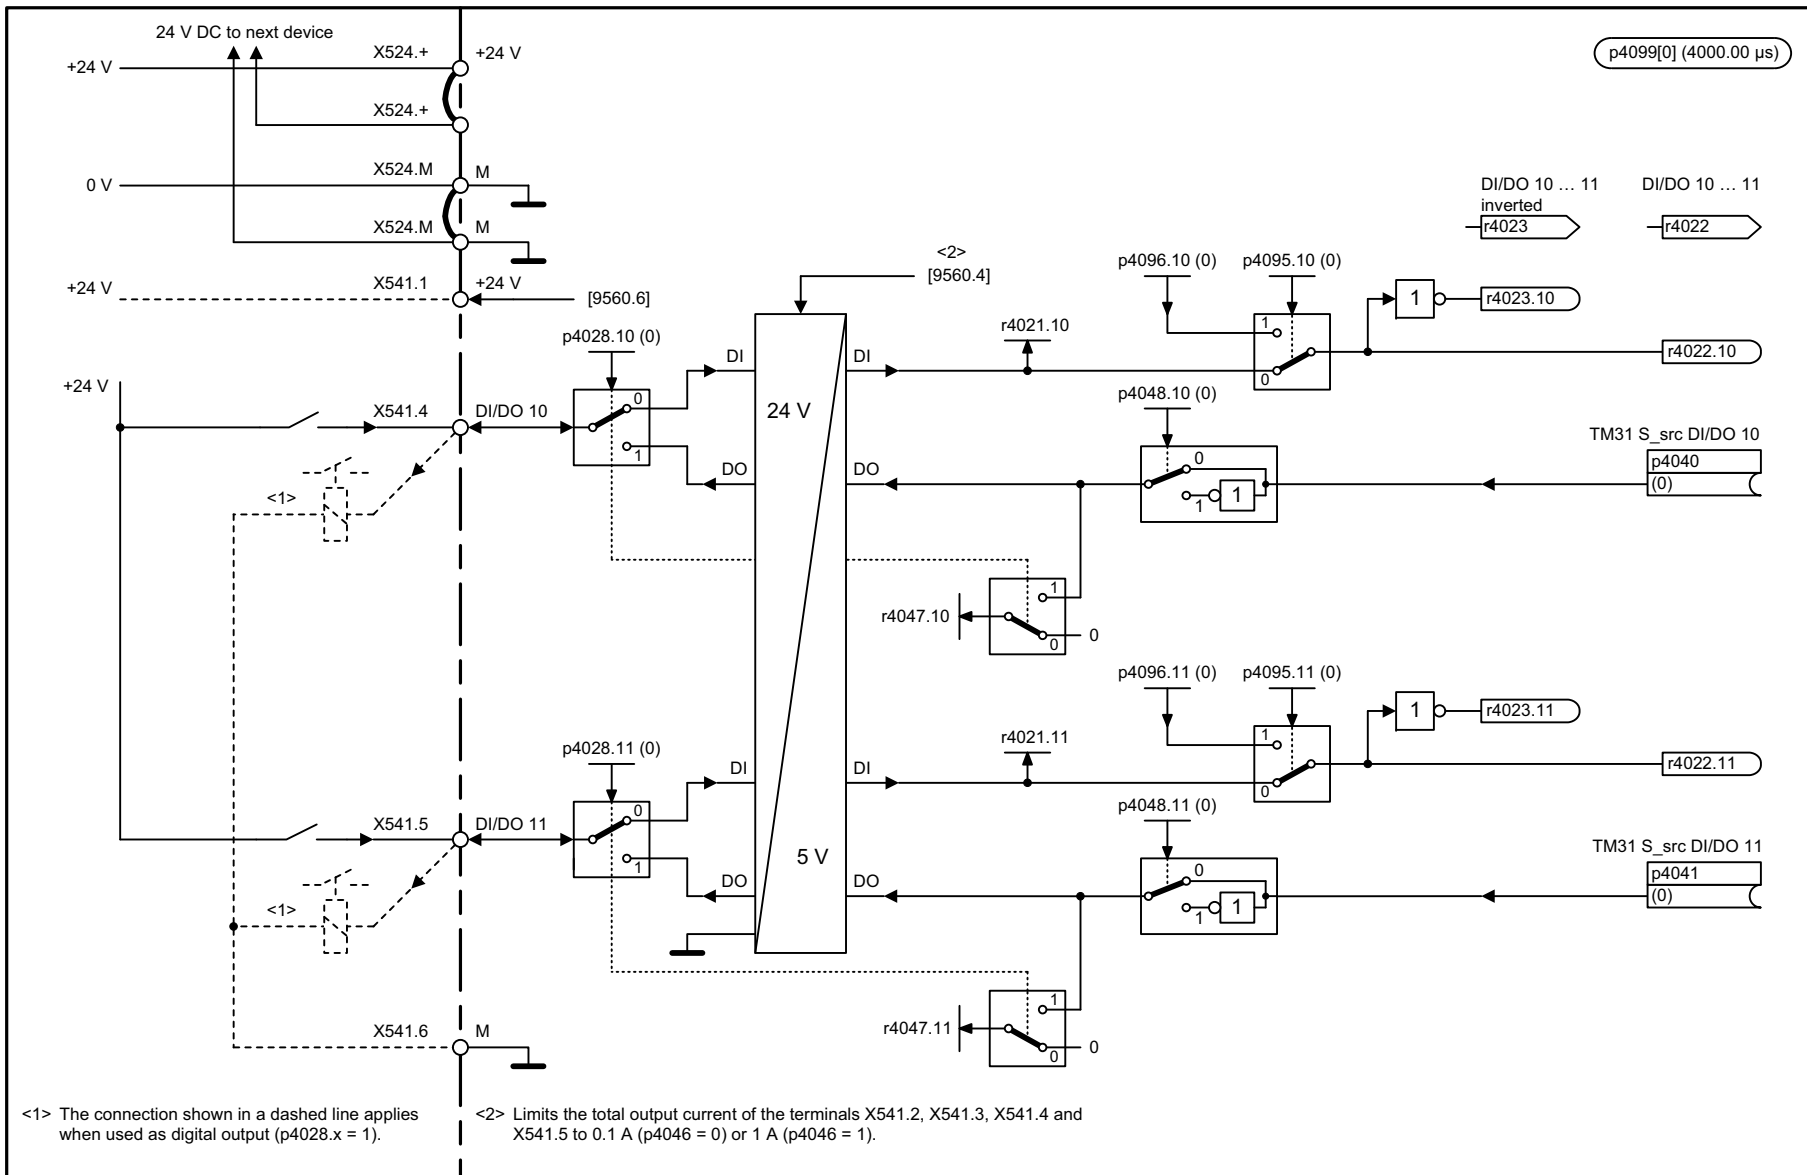 24 V DC to next device
X524.+
+24 V
p4099[0] (4000.00 µs)
+24 V
X524.+
X524.M
M
0 V
DI/DO 10 … 11
inverted
DI/DO 10 … 11
X524.M
M
r4023
r4022
<2>
[9560.4]
p4096.10 (0)
p4095.10 (0)
+24 V
X541.1
+24 V
[9560.6]
1
r4023.10
r4021.10
p4028.10 (0)
1
r4022.10
DI
DI
0
+24 V
p4048.10 (0)
0
24 V
X541.4
DI/DO 10
TM31 S_src DI/DO 10
1
0
p4040
DO
DO
(0)
<1>
1
1
1
r4047.10
0
0
p4096.11 (0)
p4095.11 (0)
1
r4023.11
r4021.11
p4028.11 (0)
1
r4022.11
DI
DI
0
p4048.11 (0)
0
X541.5
DI/DO 11
5 V
TM31 S_src DI/DO 11
1
0
p4041
DO
DO
(0)
<1>
1
1
1
r4047.11
X541.6
M
0
0
<1> The connection shown in a dashed line applies
when used as digital output (p4028.x = 1).
<2> Limits the total output current of the terminals X541.2, X541.3, X541.4 and
X541.5 to 0.1 A (p4046 = 0) or 1 A (p4046 = 1).